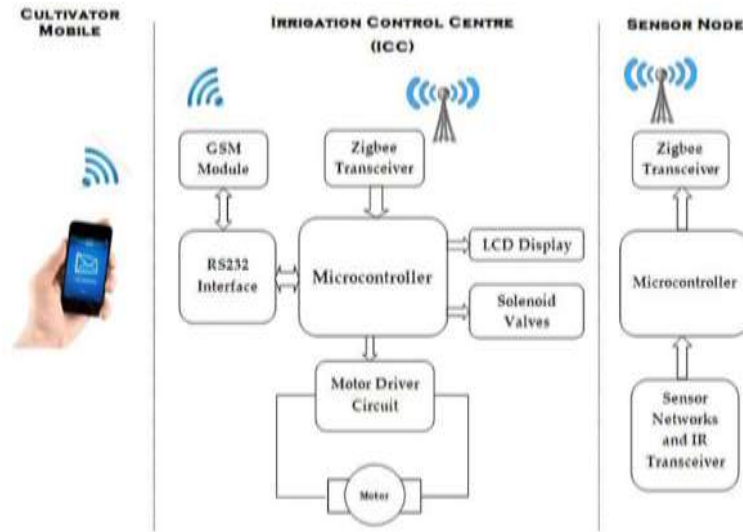 CULTIVATOR
MOBILE
IRRIGATION CONTROL CENTRE
(ICC)
SENSOR NODE
GSM
Module
Zigbee
Transceiver
Zigbee
Transceiver
RS232
Interface
Microcontroller
LCD Display
Solenoid
Valves
Microcontroller
Motor Driver
Circuit
Sensor
Networks
and IR
Transceiver
Motor